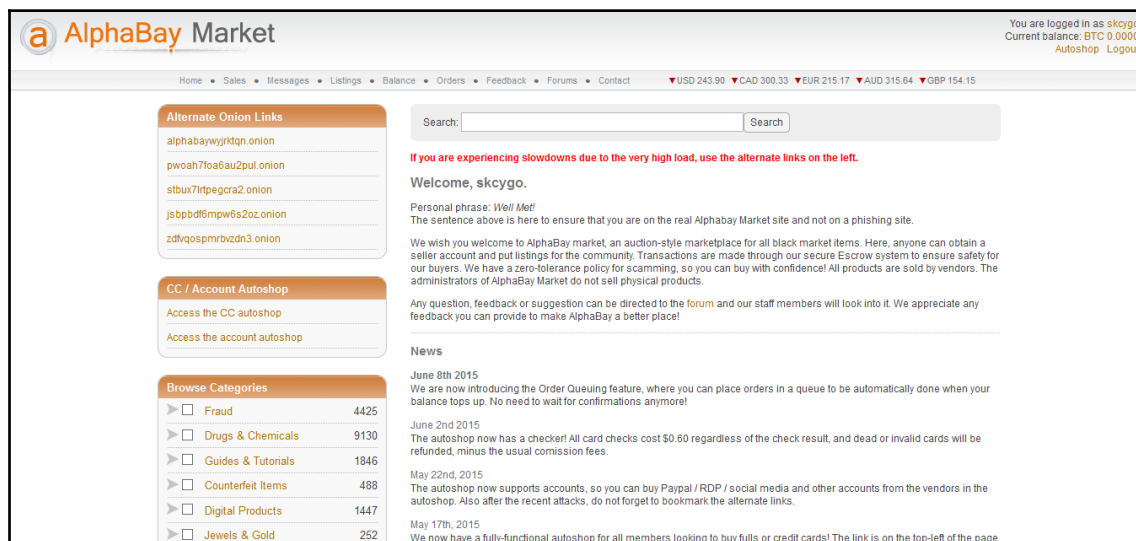 AlphaBay Market
You are logged in as skcygo
Current balance: BTC 0.0000
Autoshop Logou
Home • Sales • Messages • Listings • Balance • Orders • Feedback • Forums • Contact ▼USD 243.90 ▼CAD 300.33 ▼EUR 215.17 ▼AUD 315.64 ▼GBP 154.15
Alternate Onion Links
alphabaywyjrktqn.onion
pwoah7foa6au2pul.onion
stbux7lrtpegcra2.onion
jsbpbdf6mpw6s2oz.onion
zdfvqospmrbvzdn3.onion
CC / Account Autoshop
Access the CC autoshop
Access the account autoshop
Browse Categories
Fraud 4425
Drugs & Chemicals 9130
Guides & Tutorials 1846
Counterfeit Items 488
Digital Products 1447
Jewels & Gold 252
Search: Search
If you are experiencing slowdowns due to the very high load, use the alternate links on the left.
Welcome, skcygo.
Personal phrase: Well Met!
The sentence above is here to ensure that you are on the real Alphabay Market site and not on a phishing site.
We wish you welcome to AlphaBay market, an auction-style marketplace for all black market items. Here, anyone can obtain a
seller account and put listings for the community. Transactions are made through our secure Escrow system to ensure safety for
our buyers. We have a zero-tolerance policy for scamming, so you can buy with confidence! All products are sold by vendors. The
administrators of AlphaBay Market do not sell physical products.
Any question, feedback or suggestion can be directed to the forum and our staff members will look into it. We appreciate any
feedback you can provide to make AlphaBay a better place!
News
June 8th 2015
We are now introducing the Order Queuing feature, where you can place orders in a queue to be automatically done when your
balance tops up. No need to wait for confirmations anymore!
June 2nd 2015
The autoshop now has a checker! All card checks cost $0.60 regardless of the check result, and dead or invalid cards will be
refunded, minus the usual comission fees.
May 22nd, 2015
The autoshop now supports accounts, so you can buy Paypal / RDP / social media and other accounts from the vendors in the
autoshop. Also after the recent attacks, do not forget to bookmark the alternate links.
May 17th, 2015
We now have a fully-functional autoshop for all members looking to buy fulls or credit cards! The link is on the top-left of the page.